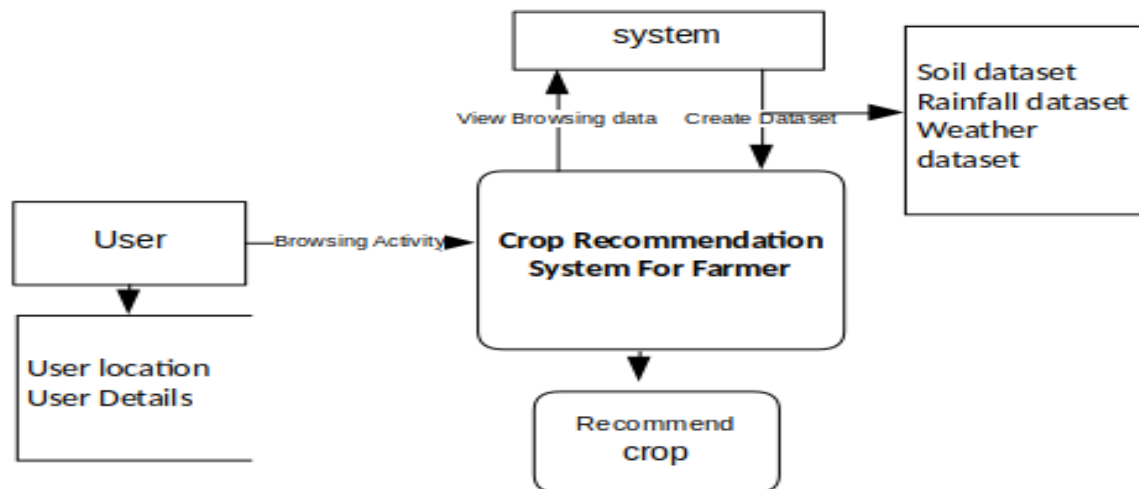 system
Soil dataset
Rainfall dataset
Weather
dataset
View Browsing data
Create Dataset
User
Browsing Activity
Crop Recommendation
System For Farmer
User location
User Details
Recommend
crop